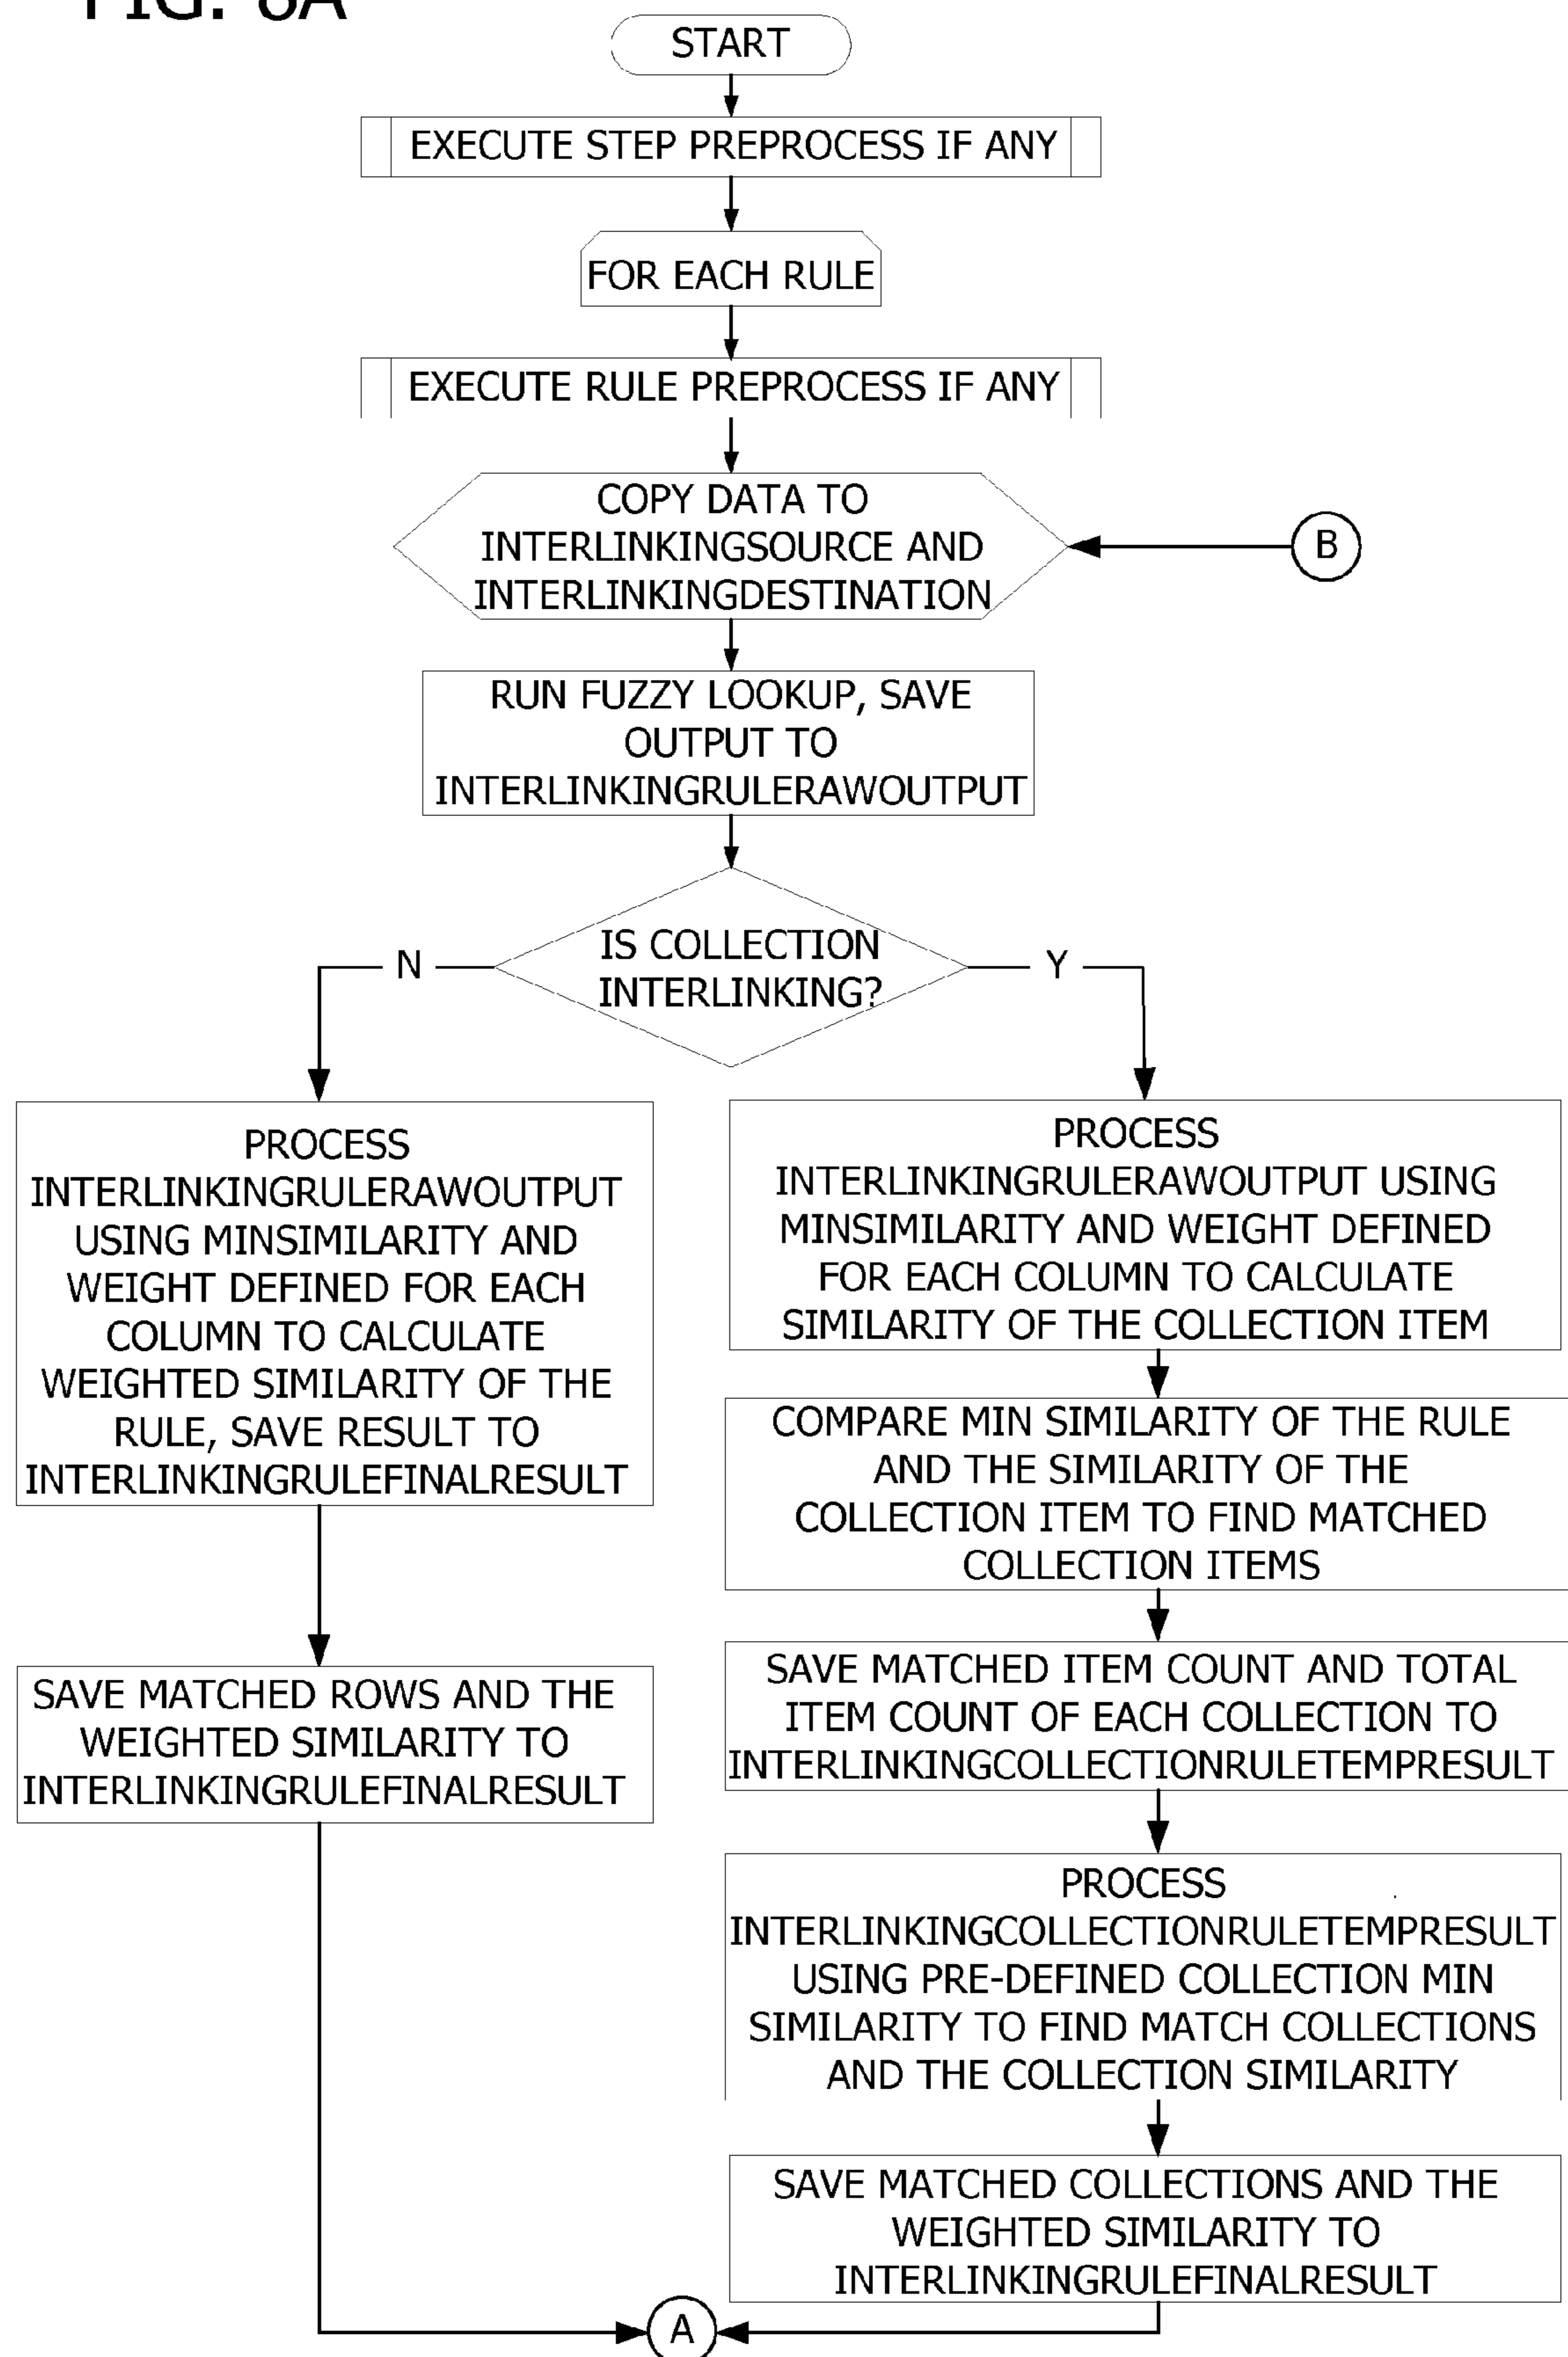 FIG. 8A
START
EXECUTE STEP PREPROCESS IF ANY
FOR EACH RULE
EXECUTE RULE PREPROCESS IF ANY
COPY DATA TO
INTERLINKINGSOURCE AND
INTERLINKINGDESTINATION
B
RUN FUZZY LOOKUP, SAVE
OUTPUT TO
INTERLINKINGRULERAWOUTPUT
IS COLLECTION
INTERLINKING?
N
Y
PROCESS
INTERLINKINGRULERAWOUTPUT
USING MINSIMILARITY AND
WEIGHT DEFINED FOR EACH
COLUMN TO CALCULATE
WEIGHTED SIMILARITY OF THE
RULE, SAVE RESULT TO
INTERLINKINGRULEFINALRESULT
SAVE MATCHED ROWS AND THE
WEIGHTED SIMILARITY TO
INTERLINKINGRULEFINALRESULT
PROCESS
INTERLINKINGRULERAWOUTPUT USING
MINSIMILARITY AND WEIGHT DEFINED
FOR EACH COLUMN TO CALCULATE
SIMILARITY OF THE COLLECTION ITEM
COMPARE MIN SIMILARITY OF THE RULE
AND THE SIMILARITY OF THE
COLLECTION ITEM TO FIND MATCHED
COLLECTION ITEMS
SAVE MATCHED ITEM COUNT AND TOTAL
ITEM COUNT OF EACH COLLECTION TO
INTERLINKINGCOLLECTIONRULETEMPRESULT
PROCESS
INTERLINKINGCOLLECTIONRULETEMPRESULT
USING PRE-DEFINED COLLECTION MIN
SIMILARITY TO FIND MATCH COLLECTIONS
AND THE COLLECTION SIMILARITY
SAVE MATCHED COLLECTIONS AND THE
WEIGHTED SIMILARITY TO
INTERLINKINGRULEFINALRESULT
A